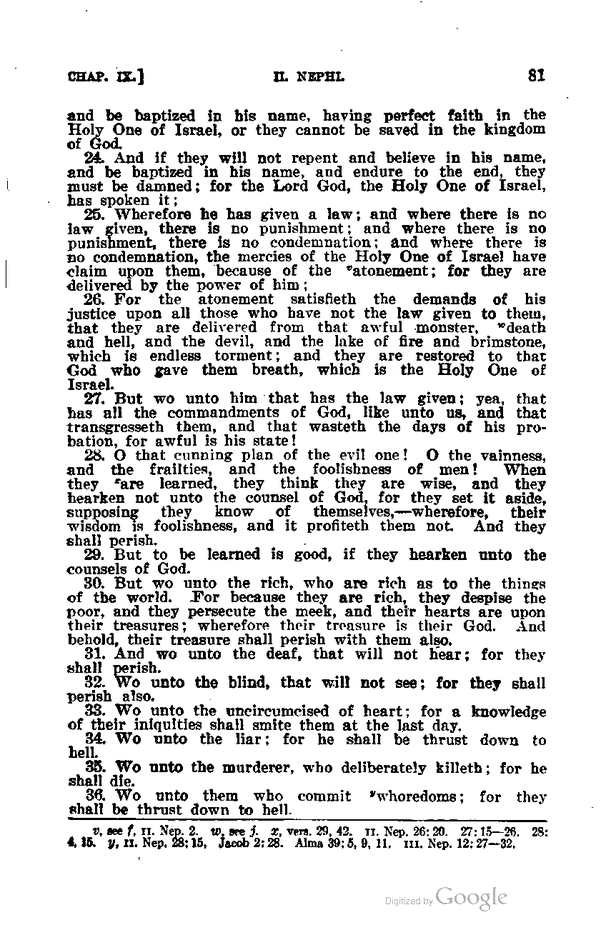 CHAP. IX.] II. NEPHI. 81
and be baptized in his name, having perfect faith in the
Holy One of Israel, or they cannot be saved in the kingdom
of God.
24. And if they will not repent and believe in his name,
and be baptized in his name, and endure to the end, they
must be damned; for the Lord God, the Holy One of Israel,
has spoken it;
25. Wherefore he has given a law; and where there is no
law given, there is no punishment; and where there is no
punishment, there is no condemnation; and where there is
no condemnation, the mercies of the Holy One of Israel have
claim upon them, because of the ᵛatonement; for they are
delivered by the power of him;
26. For the atonement satisfieth the demands of his
justice upon all those who have not the law given to them,
that they are delivered from that awful monster, ʷdeath
and hell, and the devil, and the lake of fire and brimstone,
which is endless torment; and they are restored to that
God who gave them breath, which is the Holy One of
Israel.
27. But wo unto him that has the law given; yea, that
has all the commandments of God, like unto us, and that
transgresseth them, and that wasteth the days of his pro-
bation, for awful is his state!
28. O that cunning plan of the evil one! O the vainness,
and the frailties, and the foolishness of men! When
they ˣare learned, they think they are wise, and they
hearken not unto the counsel of God, for they set it aside,
supposing they know of themselves,—wherefore, their
wisdom is foolishness, and it profiteth them not. And they
shall perish.
29. But to be learned is good, if they hearken unto the
counsels of God.
30. But wo unto the rich, who are rich as to the things
of the world. For because they are rich, they despise the
poor, and they persecute the meek, and their hearts are upon
their treasures; wherefore their treasure is their God. And
behold, their treasure shall perish with them also.
31. And wo unto the deaf, that will not hear; for they
shall perish.
32. Wo unto the blind, that will not see; for they shall
perish also.
33. Wo unto the uncircumcised of heart; for a knowledge
of their iniquities shall smite them at the last day.
34. Wo unto the liar; for he shall be thrust down to
hell.
35. Wo unto the murderer, who deliberately killeth; for he
shall die.
36. Wo unto them who commit ʸwhoredoms; for they
shall be thrust down to hell.
v, see f, II. Nep. 2. w, see j. x, vers. 29, 42. II. Nep. 26:20. 27:15—26. 28:
4, 15. y, II. Nep. 28:15, Jacob 2:28. Alma 39:5, 9, 11. III. Nep. 12:27—32.
Digitized by Google